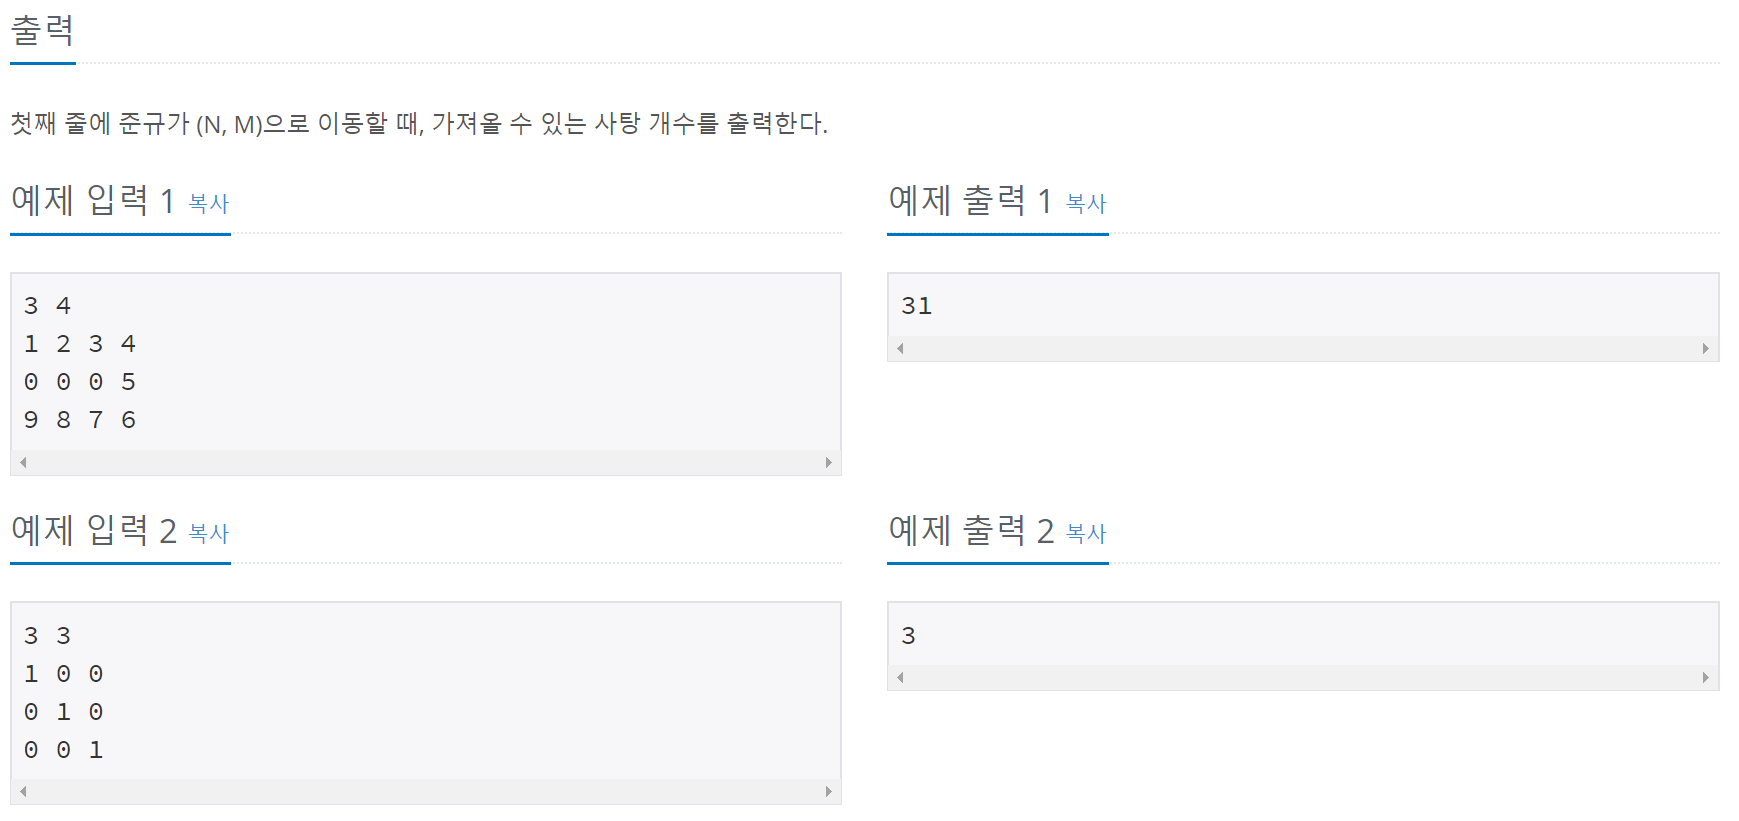 출력
첫째 줄에 준규가 (N, M)으로 이동할 때, 가져올 수 있는 사탕 개수를 출력한다.
예제 입력 1 복사
3 4
1 2 3 4
0 0 0 5
9 8 7 6
예제 출력 1 복사
31
예제 입력 2 복사
3 3
1 0 0
0 1 0
0 0 1
예제 출력 2 복사
3